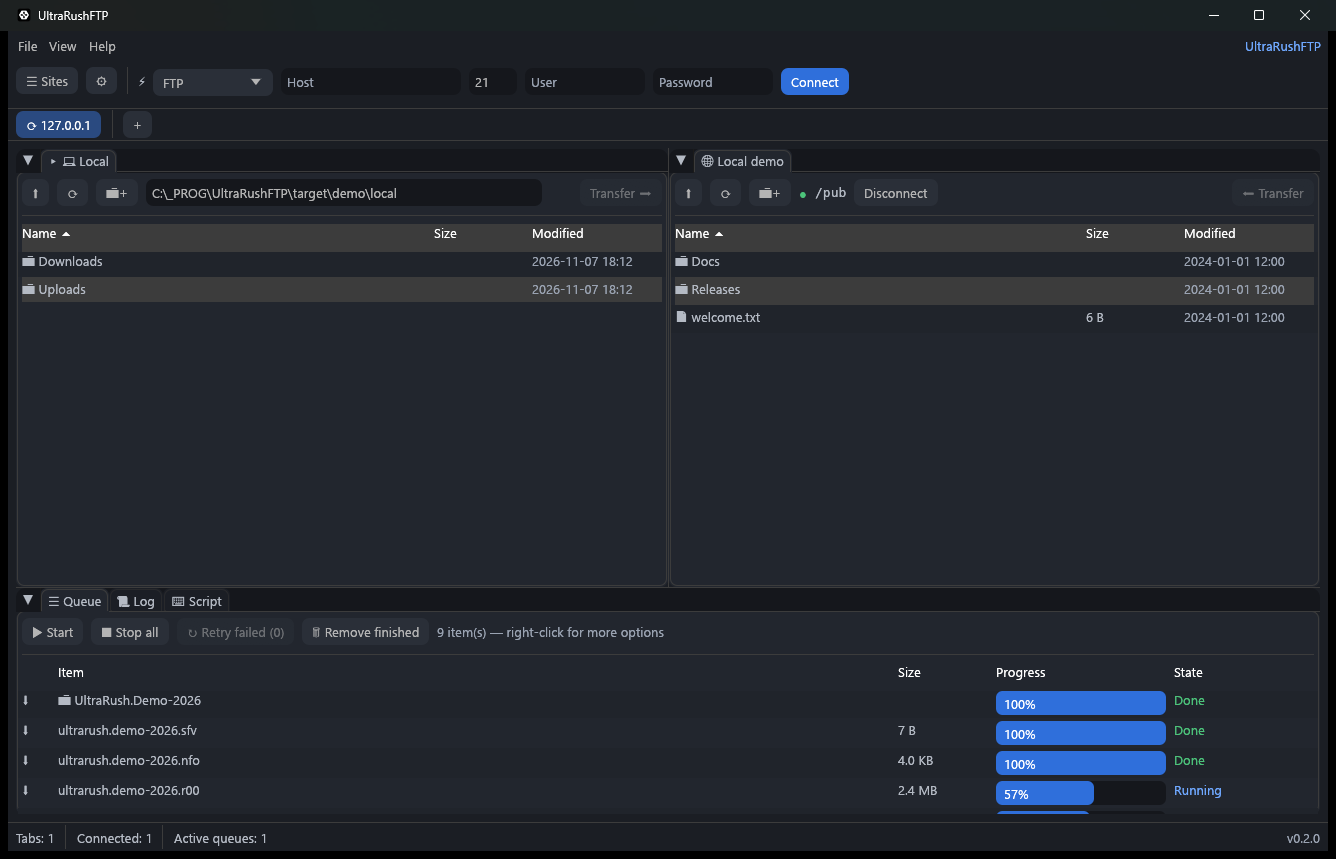 UltraRushFTP
File View Help UltraRushFTP
Sites FTP Host 21 User Password Connect
127.0.0.1 +
Local Local demo
C:\_PROG\UltraRushFTP\target\demo\local Transfer /pub Disconnect Transfer
Name Size Modified Name Size Modified
Downloads 2026-11-07 18:12 Docs 2024-01-01 12:00
Uploads 2026-11-07 18:12 Releases 2024-01-01 12:00
welcome.txt 6 B 2024-01-01 12:00
Queue Log Script
Start Stop all Retry failed (0) Remove finished 9 item(s) — right-click for more options
Item Size Progress State
UltraRush.Demo-2026 100% Done
ultrarush.demo-2026.sfv 7 B 100% Done
ultrarush.demo-2026.nfo 4.0 KB 100% Done
ultrarush.demo-2026.r00 2.4 MB 57% Running
Tabs: 1 Connected: 1 Active queues: 1 v0.2.0